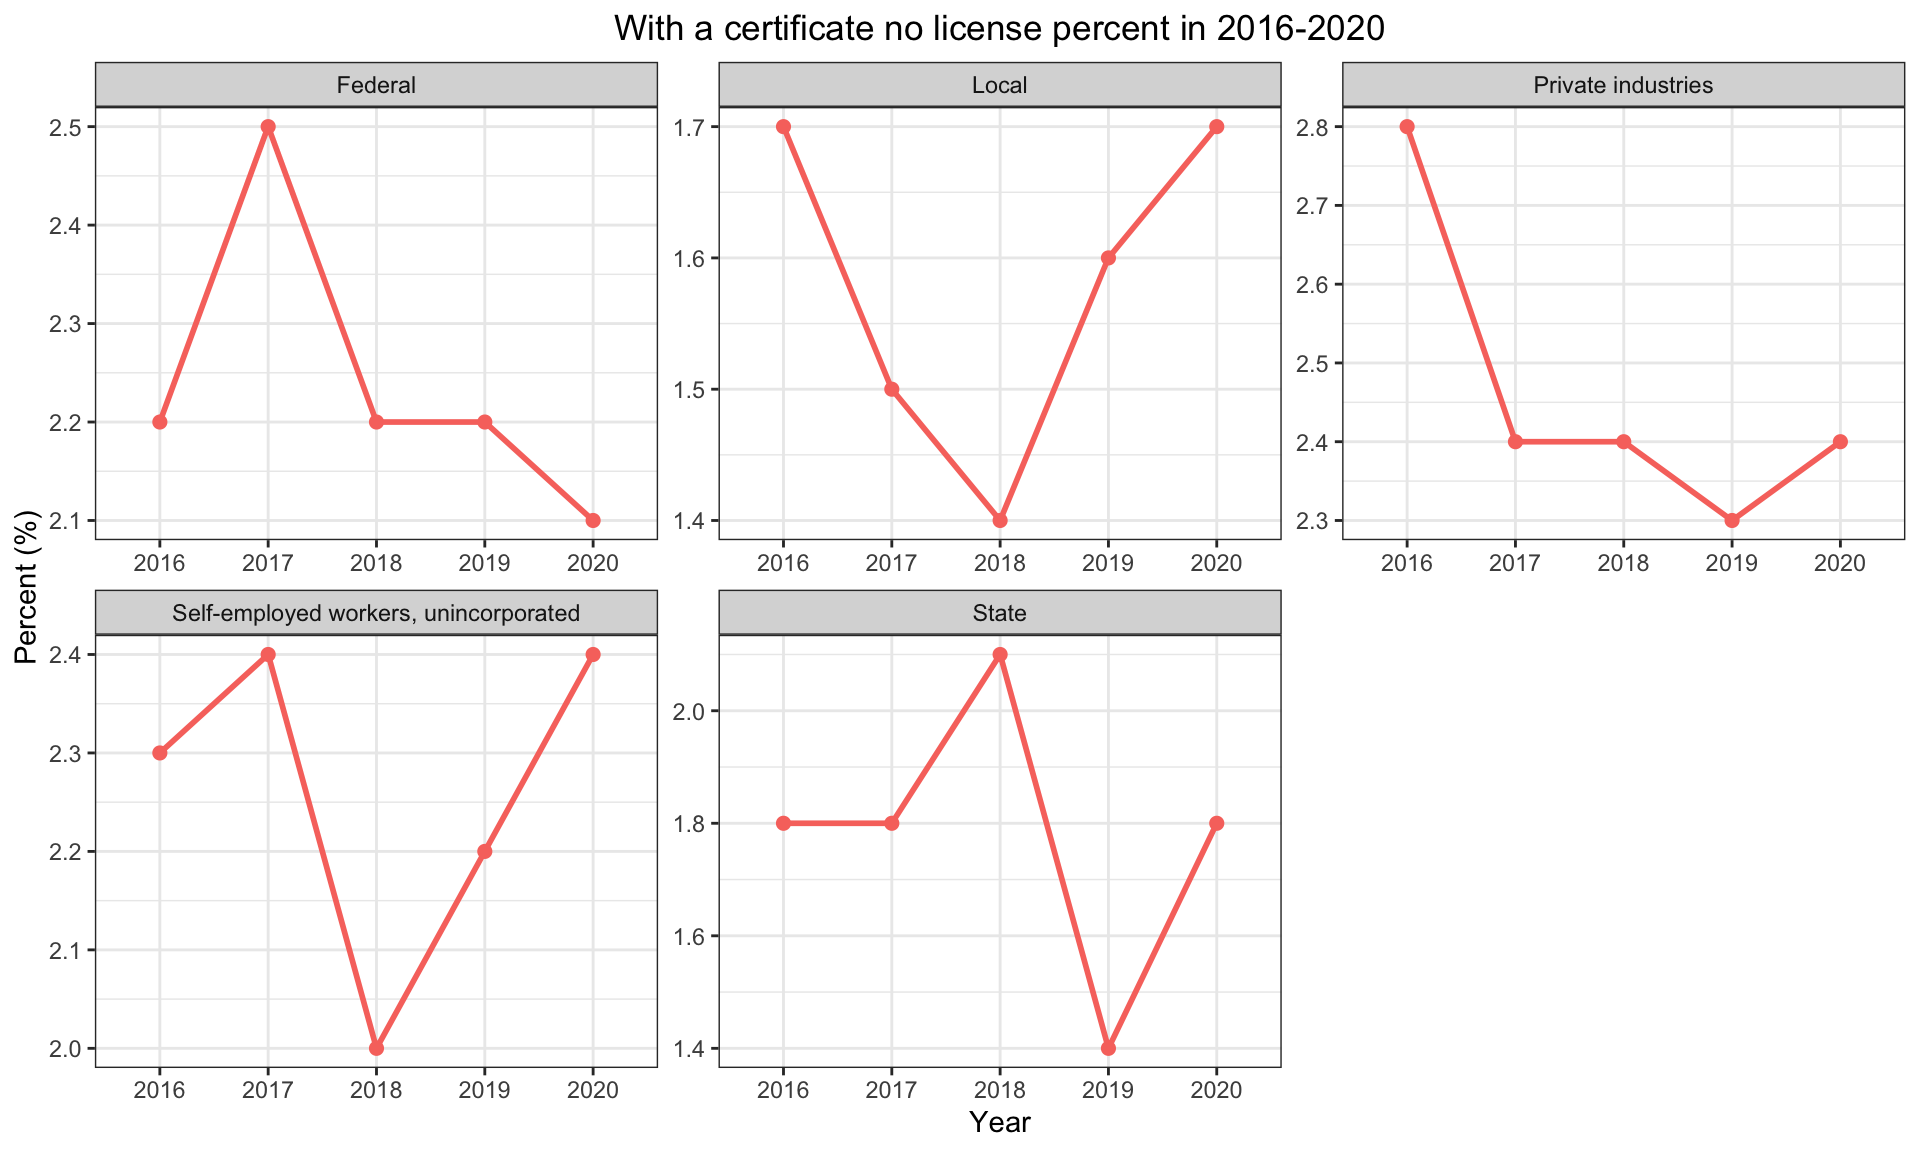 With a certificate no license percent in 2016-2020
Federal
Local
Private industries
2.5
2.4
2.3
2.2
2.1
1.7
1.6
1.5
1.4
2.8
2.7
2.6
2.5
2.4
2.3
2016 2017 2018 2019 2020
2016 2017 2018 2019 2020
2016 2017 2018 2019 2020
Percent (%)
Self-employed workers, unincorporated
State
2.4
2.3
2.2
2.1
2.0
2.0
1.8
1.6
1.4
2016 2017 2018 2019 2020
2016 2017 2018 2019 2020
Year